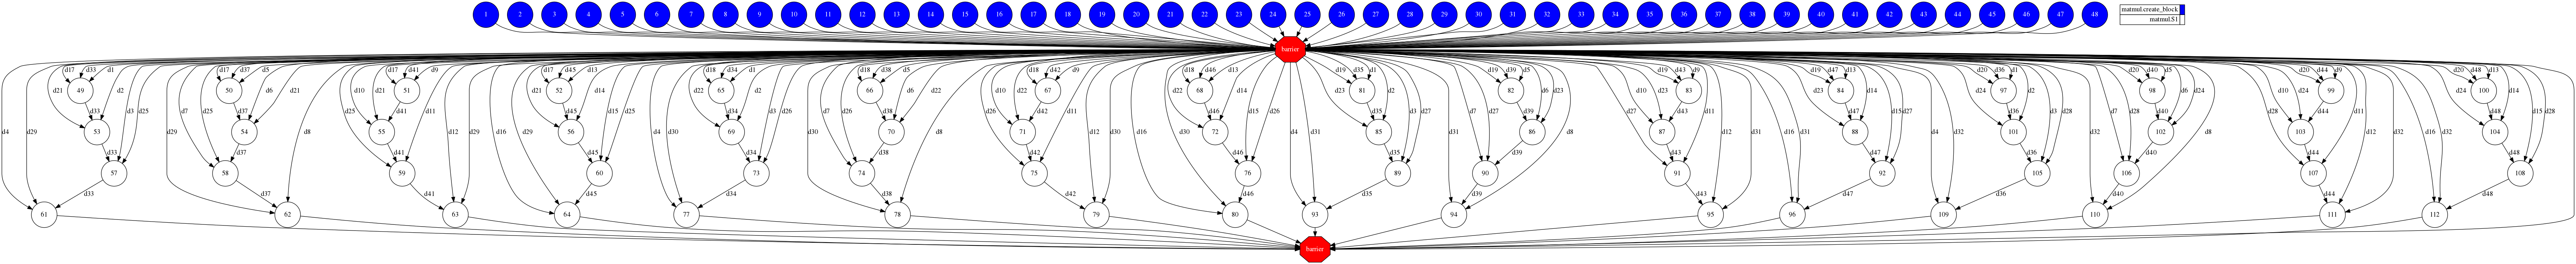 1 2 3 4 5 6 7 8 9 10 11 12 13 14 15 16 17 18 19 20 21 22 23 24 25 26 27 28 29 30 31 32 33 34 35 36 37 38 39 40 41 42 43 44 45 46 47 48
matmul.create_block
matmul.S1
barrier
d17 d33 d1 d17 d37 d5 d17 d41 d9 d17 d45 d13 d18 d34 d1 d18 d38 d5 d18 d42 d9 d18 d46 d13 d19 d35 d1 d19 d39 d5 d19 d43 d9 d19 d47 d13 d20 d36 d1 d20 d40 d5 d20 d44 d9 d20 d48 d13
49 50 51 52 65 66 67 68 81 82 83 84 97 98 99 100
d21 d2 d6 d21 d10 d21 d21 d14 d22 d2 d6 d22 d10 d22 d22 d14 d23 d2 d6 d23 d10 d23 d23 d14 d24 d2 d6 d24 d10 d24 d24 d14
d33 d3 d25 d7 d25 d37 d25 d41 d11 d45 d15 d25 d34 d3 d26 d7 d26 d38 d26 d42 d11 d46 d15 d26 d35 d3 d27 d7 d27 d39 d27 d43 d11 d47 d15 d27 d36 d3 d28 d7 d28 d40 d28 d44 d11 d48 d15 d28
53 54 55 56 69 70 71 72 85 86 87 88 101 102 103 104
d4 d29 d29 d8 d12 d29 d16 d29 d4 d30 d30 d8 d12 d30 d16 d30 d4 d31 d31 d8 d12 d31 d16 d31 d4 d32 d32 d8 d12 d32 d16 d32
d33 d37 d41 d45 d34 d38 d42 d46 d35 d39 d43 d47 d36 d40 d44 d48
57 58 59 60 73 74 75 76 89 90 91 92 105 106 107 108
d33 d37 d41 d45 d34 d38 d42 d46 d35 d39 d43 d47 d36 d40 d44 d48
61 62 63 64 77 78 79 80 93 94 95 96 109 110 111 112
barrier